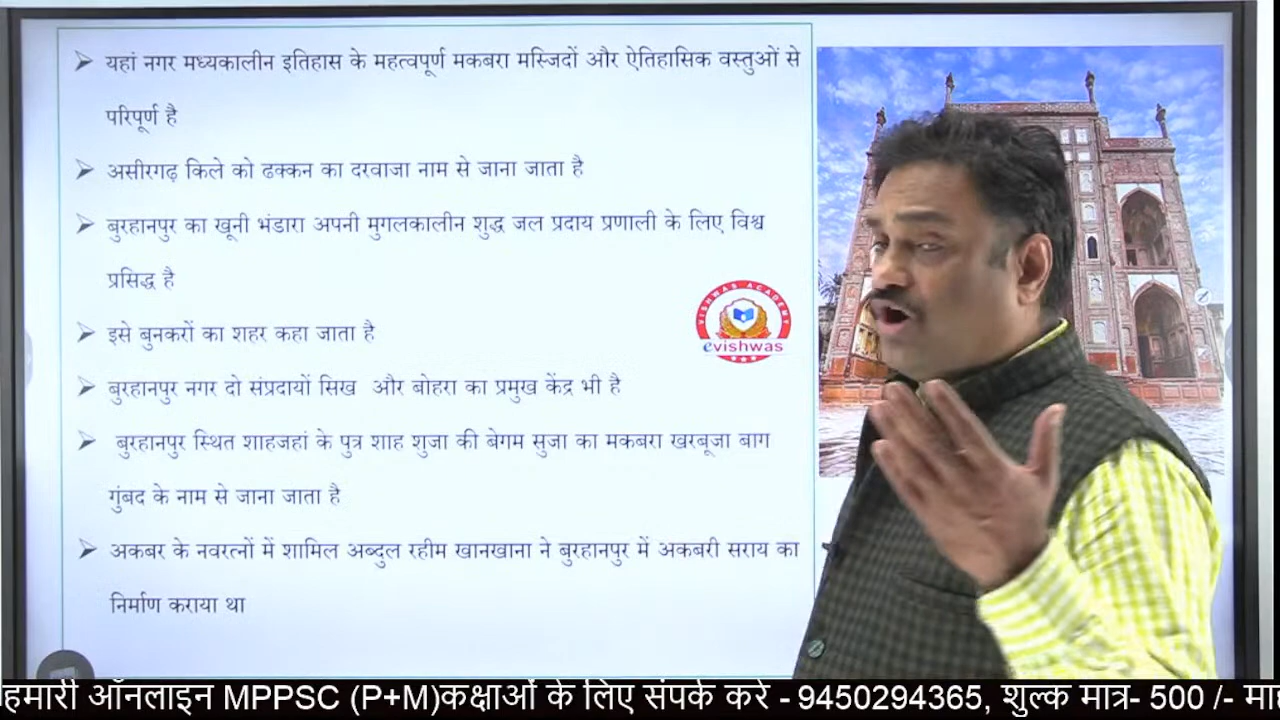 यहां नगर मध्यकालीन इतिहास के महत्वपूर्ण मकबरा मस्जिदों और ऐतिहासिक वस्तुओं से
परिपूर्ण है
असीरगढ़ किले को ढक्कन का दरवाजा नाम से जाना जाता है
बुरहानपुर का खूनी भंडारा अपनी मुगलकालीन शुद्ध जल प्रदाय प्रणाली के लिए विश्व
प्रसिद्ध है
VISHWAS ACADEMY
evishwas
इसे बुनकरों का शहर कहा जाता है
बुरहानपुर नगर दो संप्रदायों सिख और बोहरा का प्रमुख केंद्र भी है
बुरहानपुर स्थित शाहजहां के पुत्र शाह शुजा की बेगम सुजा का मकबरा खरबूजा बाग
गुंबद के नाम से जाना जाता है
अकबर के नवरत्नों में शामिल अब्दुल रहीम खानखाना ने बुरहानपुर में अकबरी सराय का
निर्माण कराया था
हमारी ऑनलाइन MPPSC (P+M)कक्षाओं के लिए संपर्क करे - 9450294365, शुल्क मात्र- 500 /-